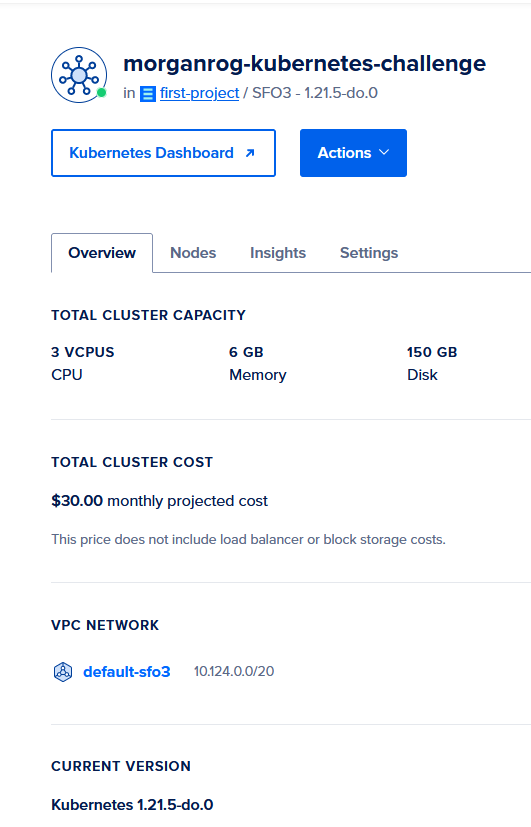 morganrog-kubernetes-challenge
in first-project / SFO3 - 1.21.5-do.0
Kubernetes Dashboard
Actions
Overview Nodes Insights Settings
TOTAL CLUSTER CAPACITY
3 VCPUS 6 GB 150 GB
CPU Memory Disk
TOTAL CLUSTER COST
$30.00 monthly projected cost
This price does not include load balancer or block storage costs.
VPC NETWORK
default-sfo3 10.124.0.0/20
CURRENT VERSION
Kubernetes 1.21.5-do.0